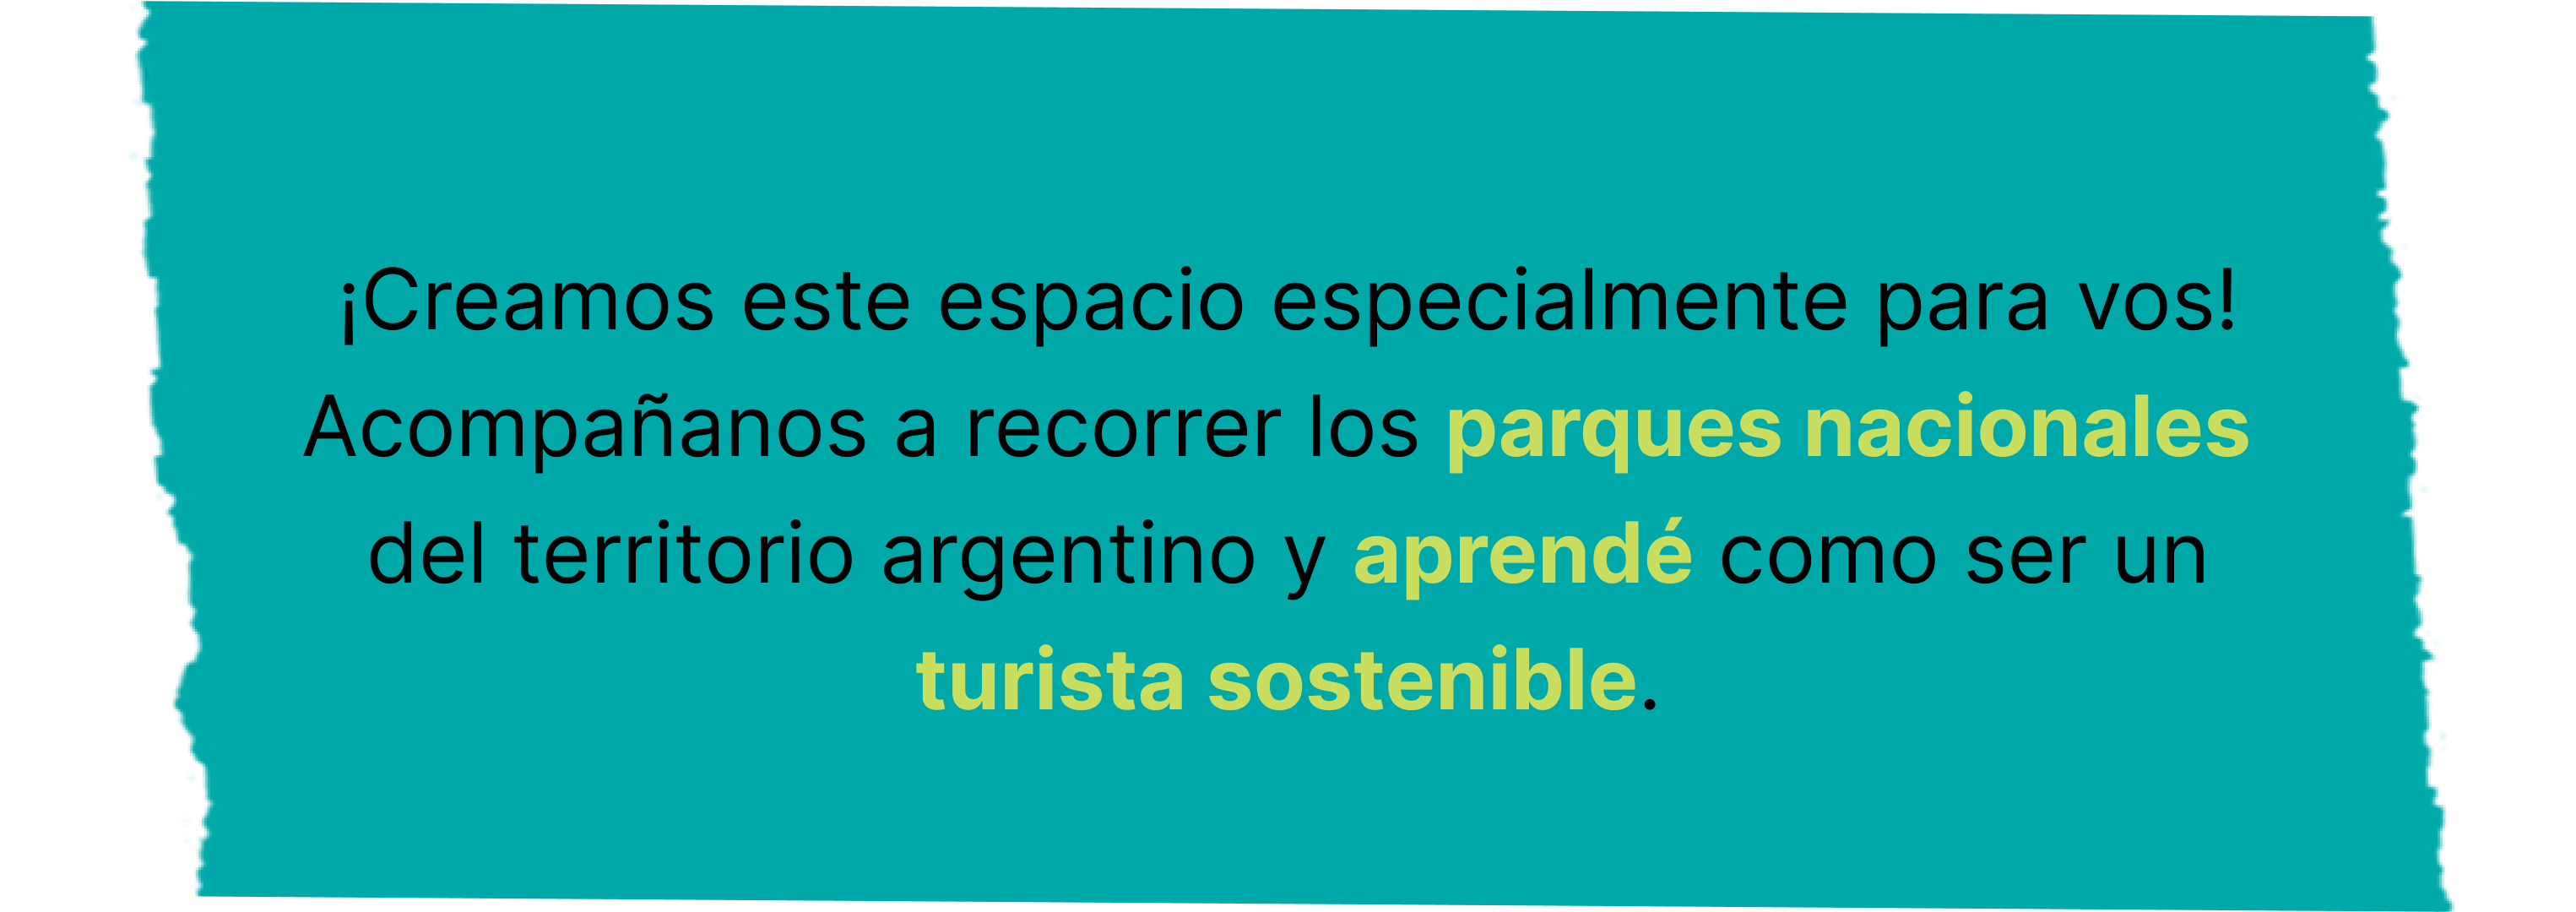 ¡Creamos este espacio especialmente para vos!
Acompañanos a recorrer los parques nacionales
del territorio argentino y aprendé como ser un
turista sostenible.